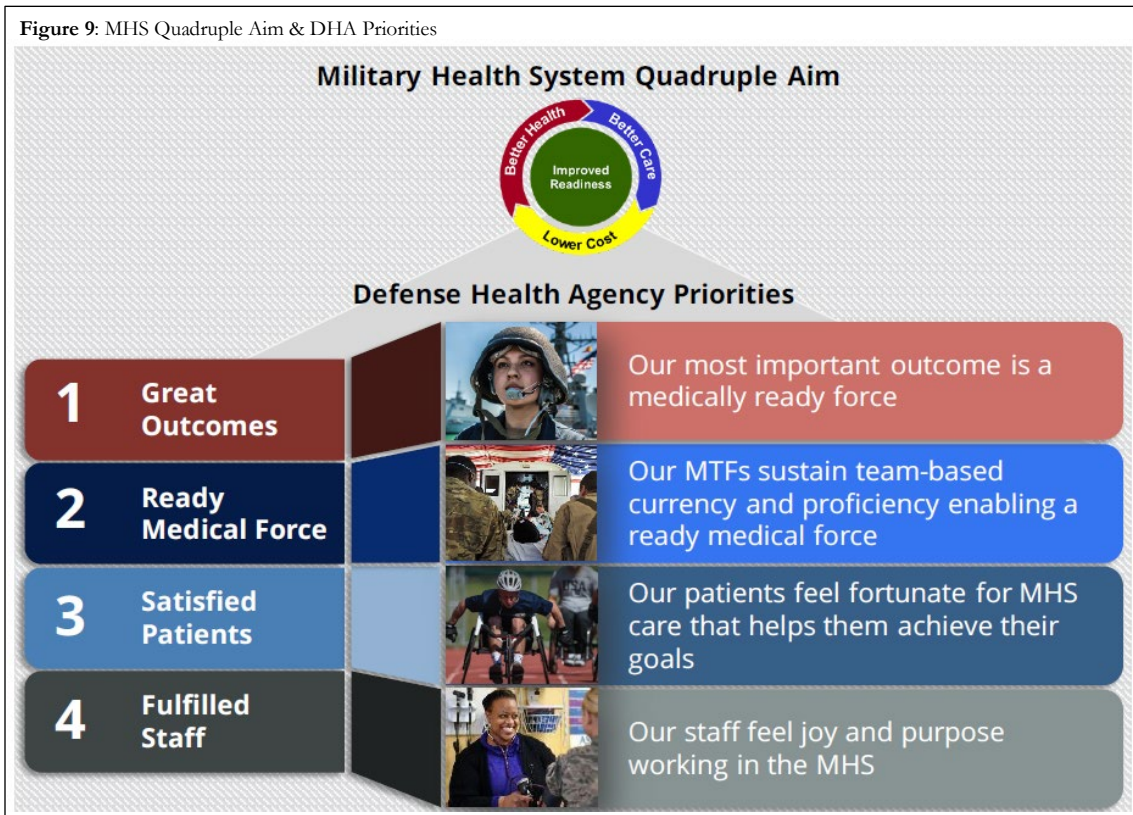 Figure 9: MHS Quadruple Aim & DHA Priorities
Military Health System Quadruple Aim
Better Health
Better Care
Improved
Readiness
Lower Cost
Defense Health Agency Priorities
1
Great
Outcomes
Our most important outcome is a
medically ready force
2
Ready
Medical Force
Our MTFs sustain team-based
currency and proficiency enabling a
ready medical force
3
Satisfied
Patients
USA
Our patients feel fortunate for MHS
care that helps them achieve their
goals
4
Fulfilled
Staff
Our staff feel joy and purpose
working in the MHS